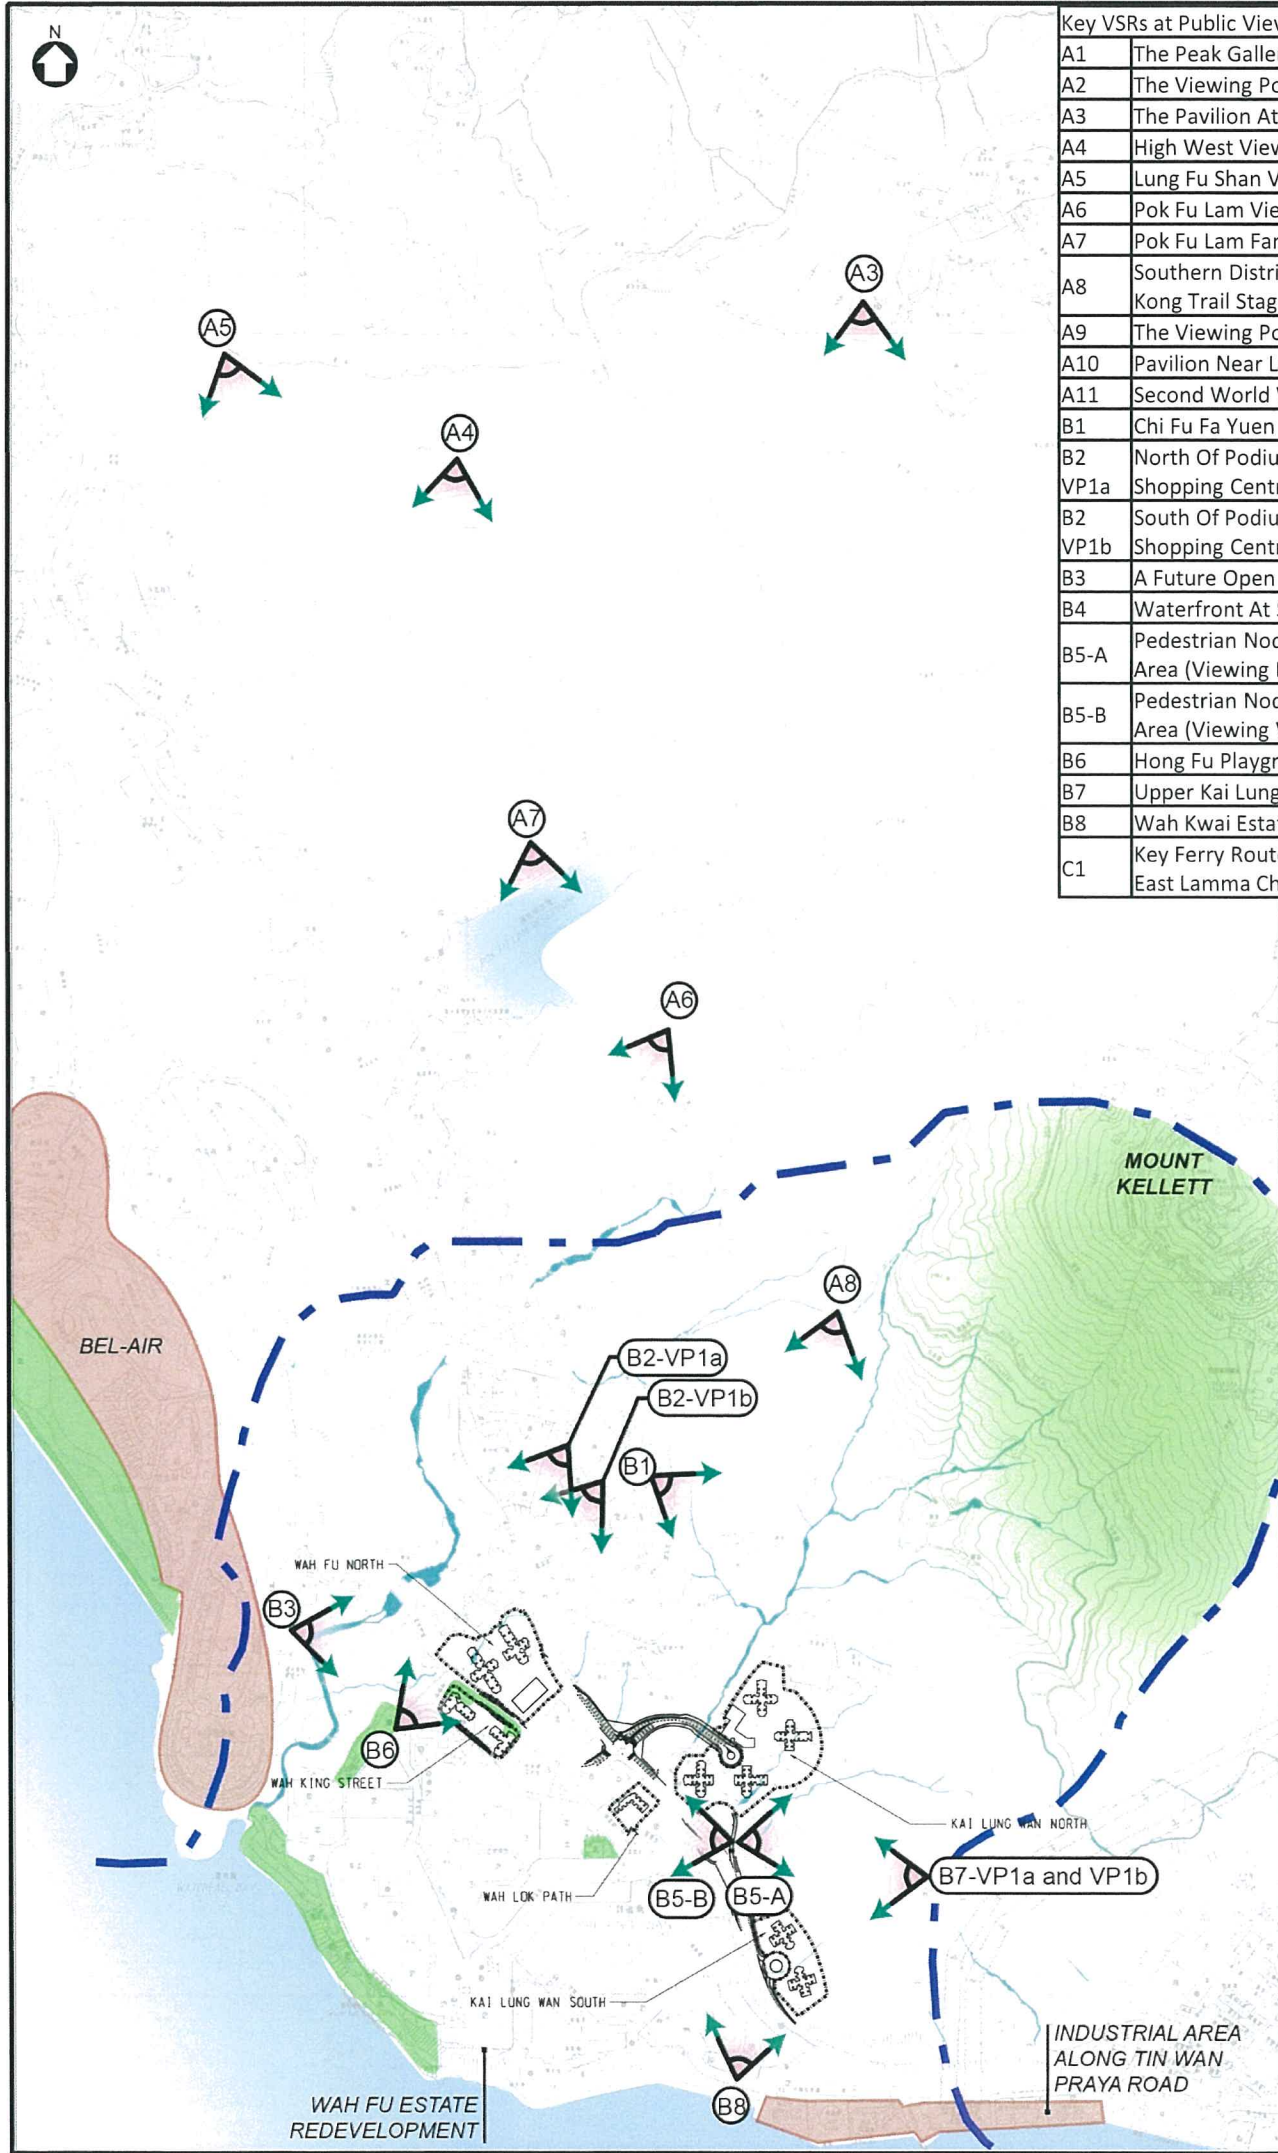 N
Key VSRs at Public View
A1 The Peak Galle
A2 The Viewing Po
A3 The Pavilion At
A4 High West View
A5 Lung Fu Shan V
A6 Pok Fu Lam Vie
A7 Pok Fu Lam Fam
A8 Southern Distri
Kong Trail Stag
A9 The Viewing Po
A10 Pavilion Near L
A11 Second World
B1 Chi Fu Fa Yuen
B2 North Of Podiu
VP1a Shopping Centr
B2 South Of Podiu
VP1b Shopping Centr
B3 A Future Open
B4 Waterfront At
B5-A Pedestrian Nod
Area (Viewing
B5-B Pedestrian Nod
Area (Viewing
B6 Hong Fu Playgr
B7 Upper Kai Lung
B8 Wah Kwai Estat
C1 Key Ferry Route
East Lamma Ch
A3
A5
A4
A7
A6
MOUNT
KELLETT
A8
BEL-AIR
B2-VP1a
B2-VP1b
B1
WAH FU NORTH
B3
B6
WAH KING STREET
KAI LUNG WAN NORTH
B7-VP1a and VP1b
WAH LOK PATH
B5-B
B5-A
KAI LUNG WAN SOUTH
INDUSTRIAL AREA
ALONG TIN WAN
PRAYA ROAD
WAH FU ESTATE
REDEVELOPMENT
B8